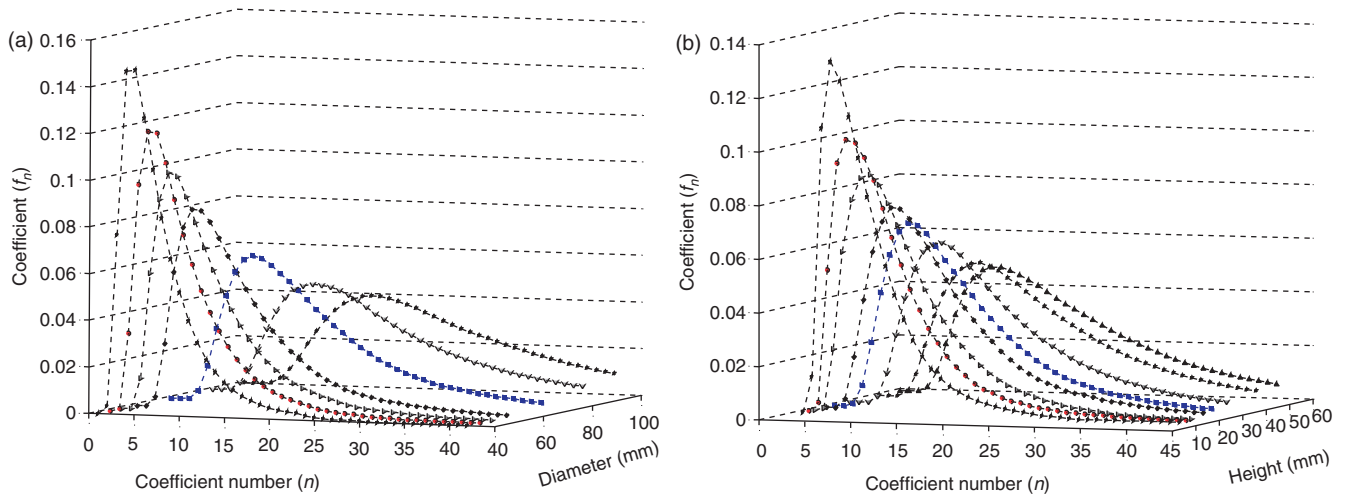 (a)
0.16
0.14
0.12
0.1
0.08
0.06
0.04
0.02
0
Coefficient (fn)
0 5 10 15 20 25 30 35 40 45
Coefficient number (n)
60 80 100
Diameter (mm)
(b)
0.14
0.12
0.1
0.08
0.06
0.04
0.02
0
Coefficient (fn)
0 5 10 15 20 25 30 35 40 45
Coefficient number (n)
10 20 30 40 50 60
Height (mm)